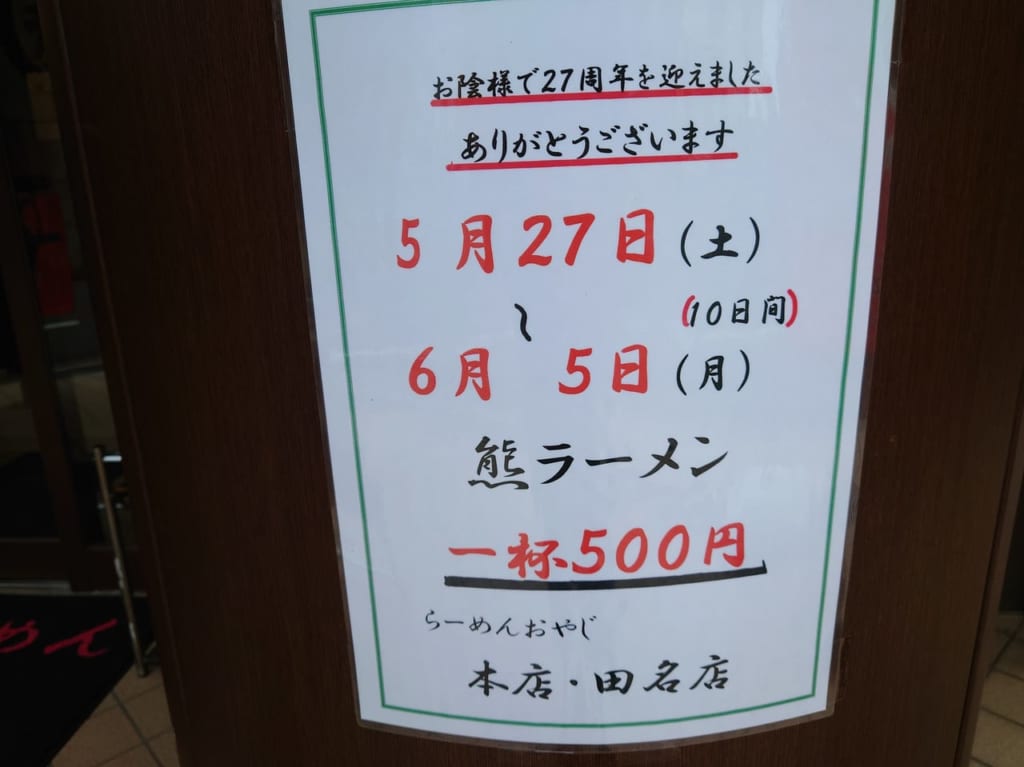 お陰様で27周年を迎えました
ありがとうございます
5月27日(土)
〜 (10日間)
6月 5日(月)
熊ラーメン
一杯500円
らーめんおやじ
本店・田名店